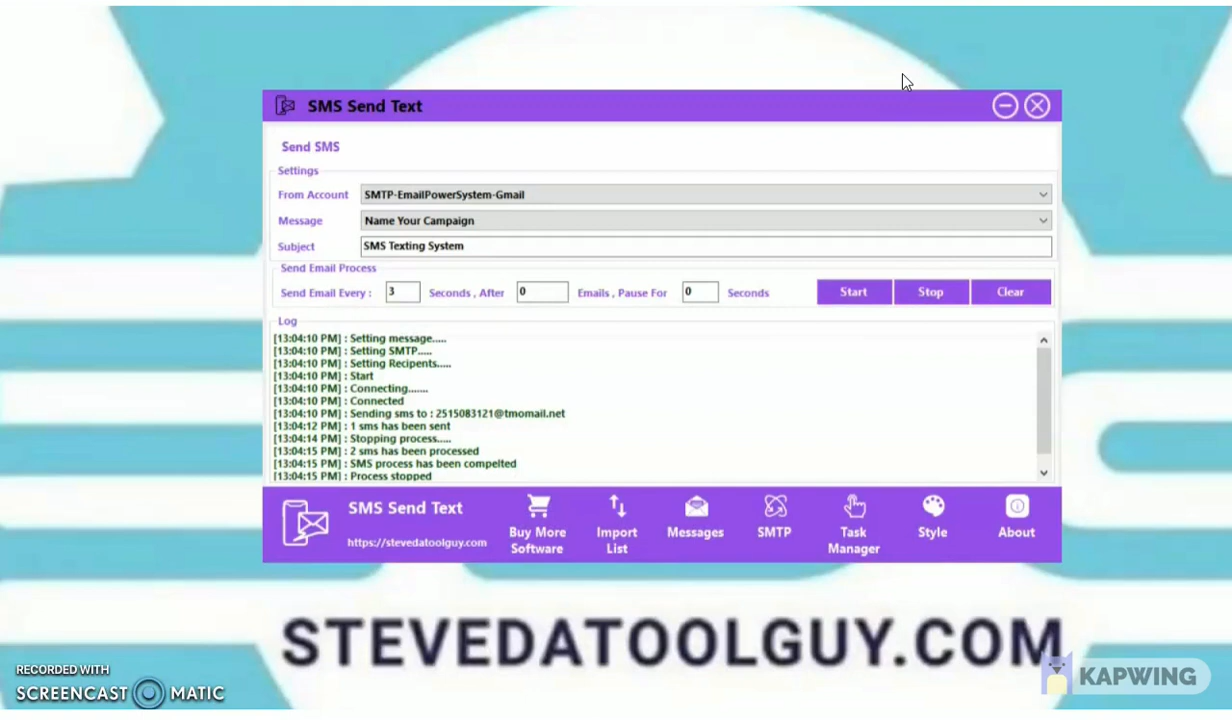 SMS Send Text
Send SMS
Settings
From Account SMTP-EmailPowerSystem-Gmail
Message Name Your Campaign
Subject SMS Texting System
Send Email Process
Send Email Every : 3 Seconds , After 0 Emails , Pause For 0 Seconds Start Stop Clear
Log
[13:04:10 PM] : Setting message.....
[13:04:10 PM] : Setting SMTP.....
[13:04:10 PM] : Setting Recipents.....
[13:04:10 PM] : Start
[13:04:10 PM] : Connecting.......
[13:04:10 PM] : Connected
[13:04:10 PM] : Sending sms to : 2515083121@tmomail.net
[13:04:12 PM] : 1 sms has been sent
[13:04:14 PM] : Stopping process.....
[13:04:15 PM] : 2 sms has been processed
[13:04:15 PM] : SMS process has been compelted
[13:04:15 PM] : Process stopped
SMS Send Text
https://stevedatoolguy.com
Buy More
Software
Import
List
Messages
SMTP
Task
Manager
Style
About
STEVEDATOOLGUY.COM
RECORDED WITH
SCREENCAST MATIC
KAPWING